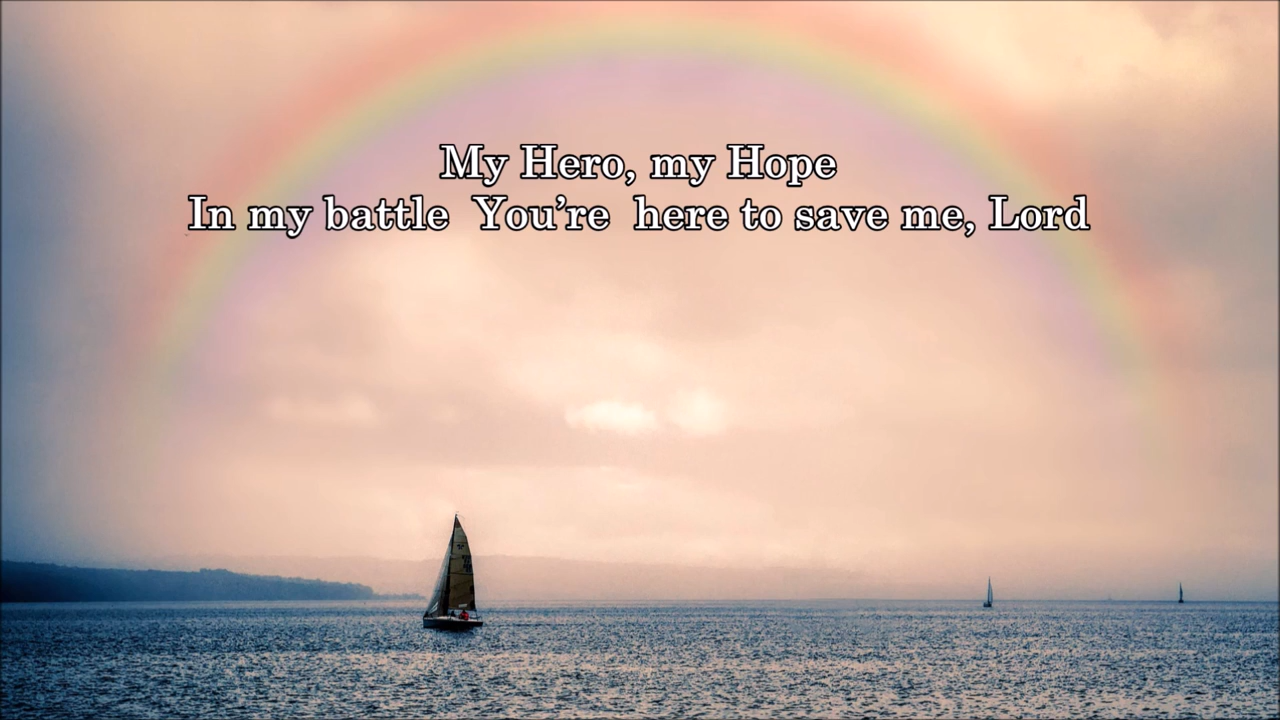 My Hero, my Hope
In my battle  You’re  here to save me, Lord